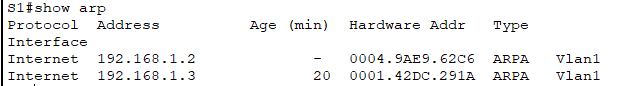 S1#show arp
Protocol  Address          Age (min)  Hardware Addr   Type
Interface
Internet  192.168.1.2             -   0004.9AE9.62C6  ARPA   Vlan1
Internet  192.168.1.3             20  0001.42DC.291A  ARPA   Vlan1